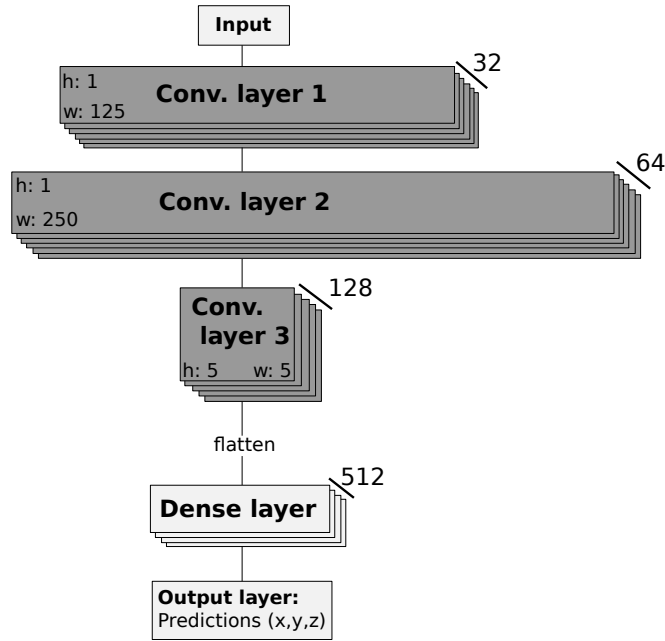 Input
32
h: 1
Conv. layer 1
w: 125
64
h: 1
Conv. layer 2
w: 250
128
Conv.
layer 3
h: 5 w: 5
flatten
512
Dense layer
Output layer:
Predictions (x,y,z)